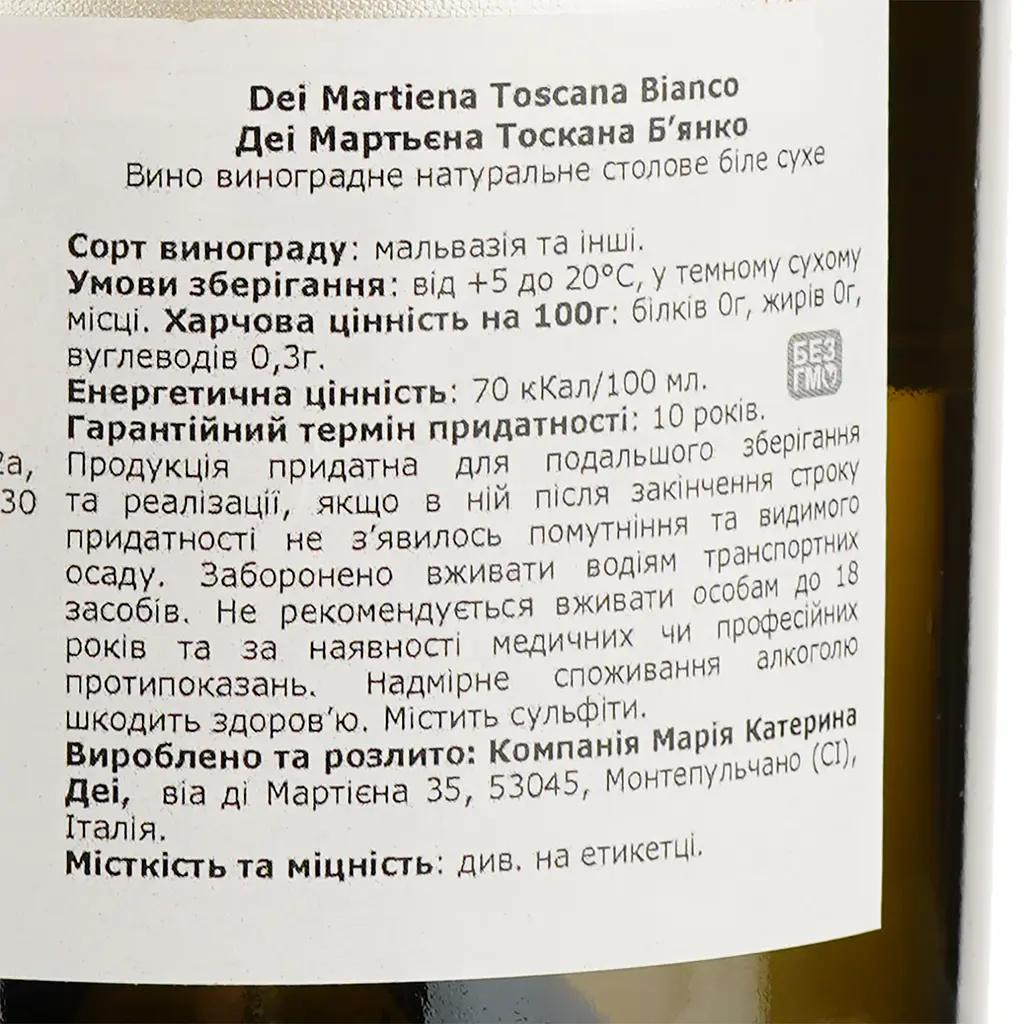 Dei Martiena Toscana Bianco
Деі Мартьєна Тоскана Б'янко
Вино виноградне натуральне столове біле сухе
Сорт винограду: мальвазія та інші.
Умови зберігання: від +5 до 20°С, у темному сухому
місці. Харчова цінність на 100г: білків 0г, жирів 0г,
вуглеводів 0,3г.
БЕЗ
ГМО
Енергетична цінність: 70 кКал/100 мл.
Гарантійний термін придатності: 10 років.
Продукція придатна для подальшого зберігання
та реалізації, якщо в ній після закінчення строку
придатності не з'явилось помутніння та видимого
осаду. Заборонено вживати водіям транспортних
засобів. Не рекомендується вживати особам до 18
років та за наявності медичних чи професійних
протипоказань. Надмірне споживання алкоголю
шкодить здоров'ю. Містить сульфіти.
Вироблено та розлито: Компанія Марія Катерина
Деі, віа ді Мартієна 35, 53045, Монтепульчано (СІ),
Італія.
Місткість та міцність: див. на етикетці.
30